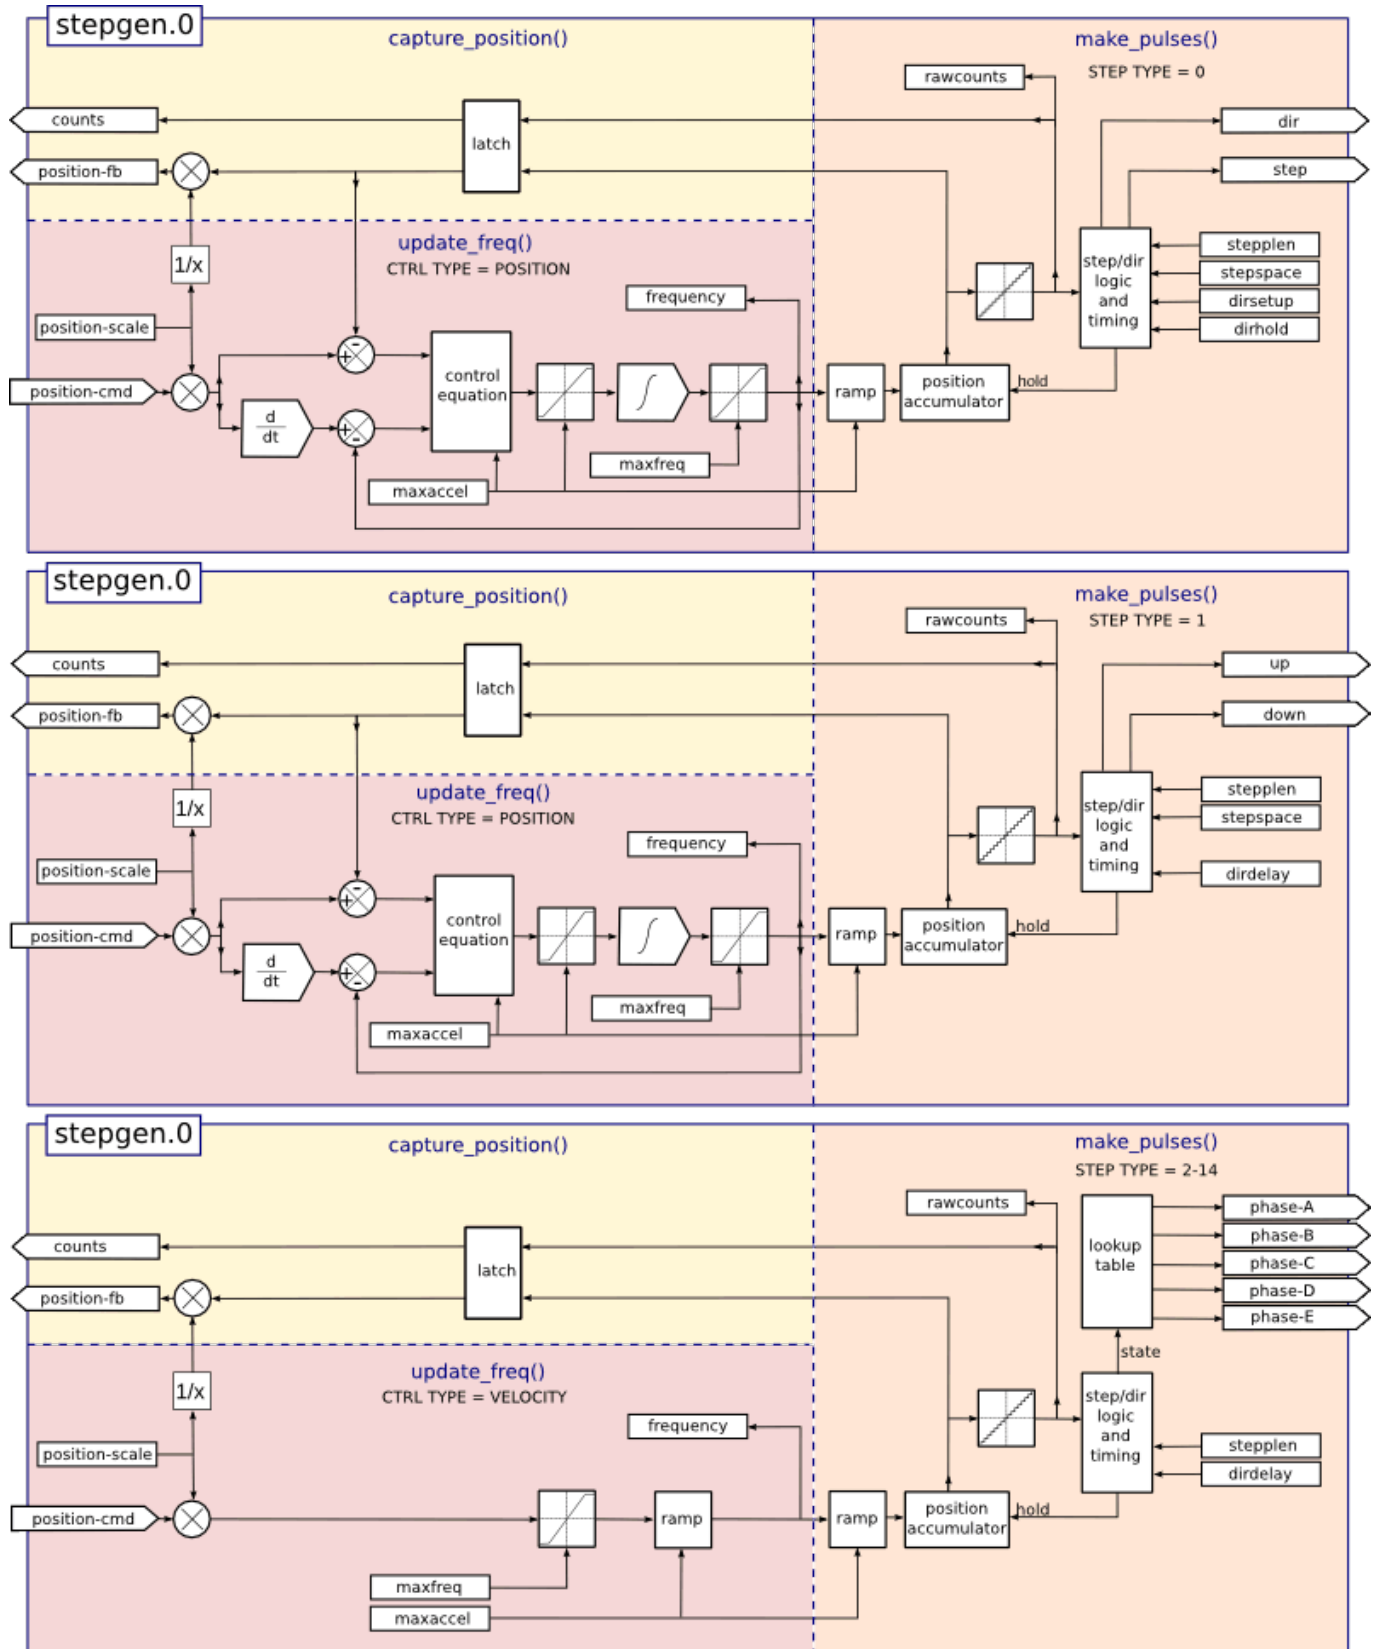 stepgen.0
capture_position()
make_pulses()
STEP TYPE = 0
rawcounts
counts
latch
dir
position-fb
step
update_freq()
CTRL TYPE = POSITION
1/x
frequency
step/dir
logic
and
timing
stepplen
stepspace
dirsetup
dirhold
position-scale
position-cmd
d
dt
+
-
+
-
control
equation
∫
maxfreq
maxaccel
ramp
position
accumulator
hold
stepgen.0
capture_position()
make_pulses()
STEP TYPE = 1
rawcounts
counts
latch
up
position-fb
down
update_freq()
CTRL TYPE = POSITION
1/x
frequency
step/dir
logic
and
timing
stepplen
stepspace
dirdelay
position-scale
position-cmd
d
dt
+
-
+
-
control
equation
∫
maxfreq
maxaccel
ramp
position
accumulator
hold
stepgen.0
capture_position()
make_pulses()
STEP TYPE = 2-14
rawcounts
counts
latch
lookup
table
phase-A
phase-B
phase-C
phase-D
phase-E
position-fb
state
update_freq()
CTRL TYPE = VELOCITY
1/x
frequency
step/dir
logic
and
timing
stepplen
dirdelay
position-scale
position-cmd
ramp
maxfreq
maxaccel
ramp
position
accumulator
hold